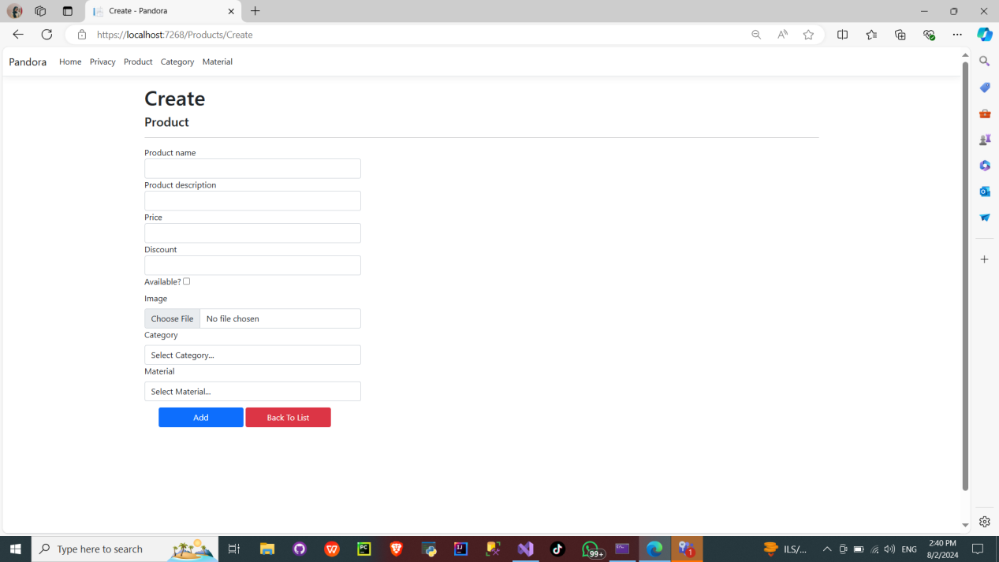 Create - Pandora
https://localhost:7268/Products/Create
Pandora Home Privacy Product Category Material
Create
Product
Product name
Product description
Price
Discount
Available?
Image
Choose File No file chosen
Category
Select Category...
Material
Select Material...
Add Back To List
Type here to search
99+
1
ILS/...
ENG
2:40 PM
8/2/2024